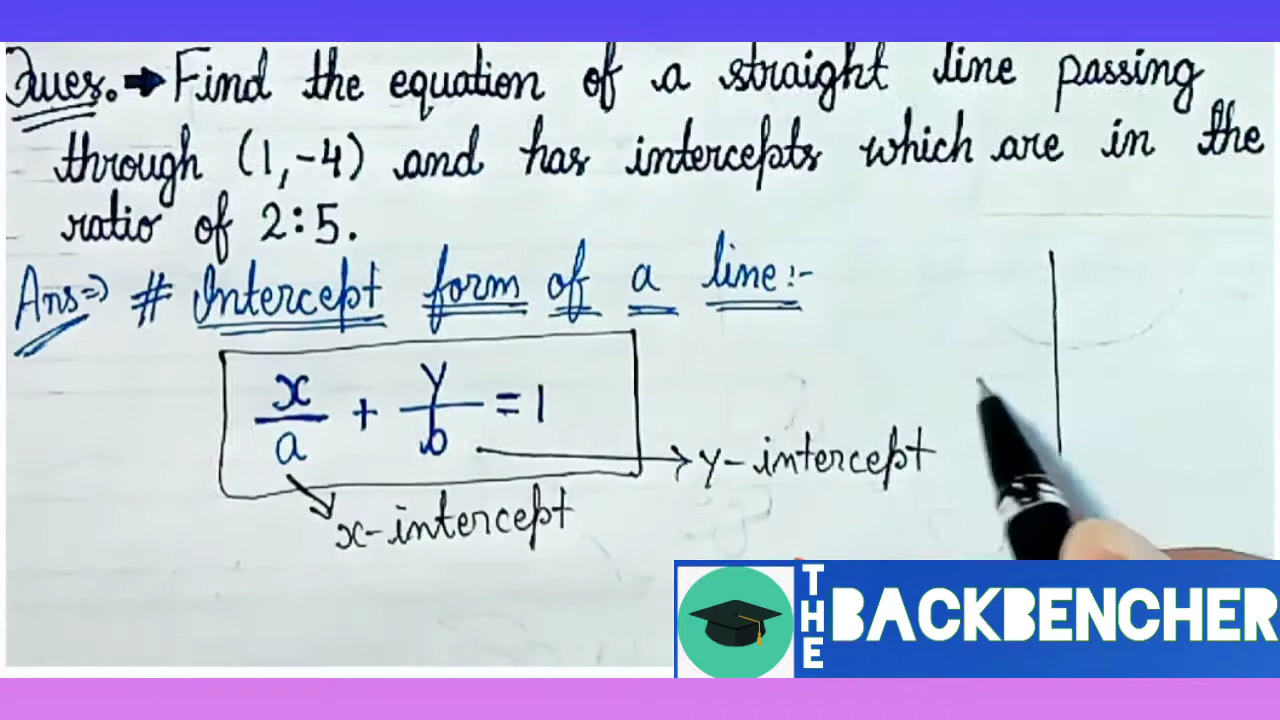 Ques. → Find the equation of a straight line passing
through (1,-4) and has intercepts which are in the
ratio of 2:5.
Ans⇒ # Intercept form of a line:-
x/a + y/b = 1
→ y-intercept
x-intercept
THE BACKBENCHER